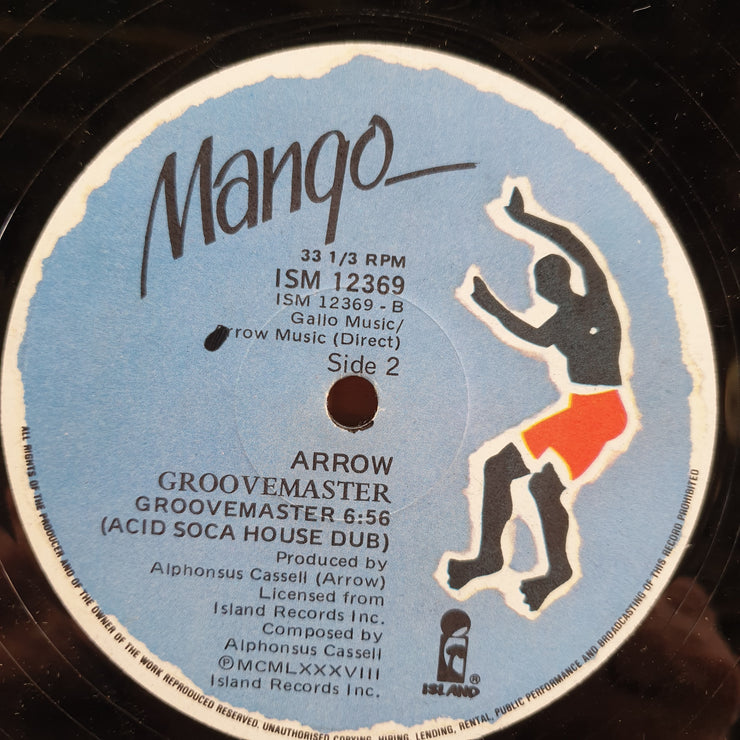 Mango
33 1/3 RPM
ISM 12369
ISM 12369 - B
Gallo Music/
rrow Music (Direct)
Side 2
ARROW
GROOVEMASTER
GROOVEMASTER 6:56
(ACID SOCA HOUSE DUB)
Produced by
Alphonsus Cassell (Arrow)
Licensed from
Island Records Inc.
Composed by
Alphonsus Cassell
ⓅMCMLXXXVIII
Island Records Inc.
ISLAND®
ALL RIGHTS OF THE PRODUCER AND OF THE OWNER OF THE WORK REPRODUCED RESERVED. UNAUTHORISED COPYING, HIRING, LENDING, RENTAL, PUBLIC PERFORMANCE AND BROADCASTING OF THIS RECORD PROHIBITED